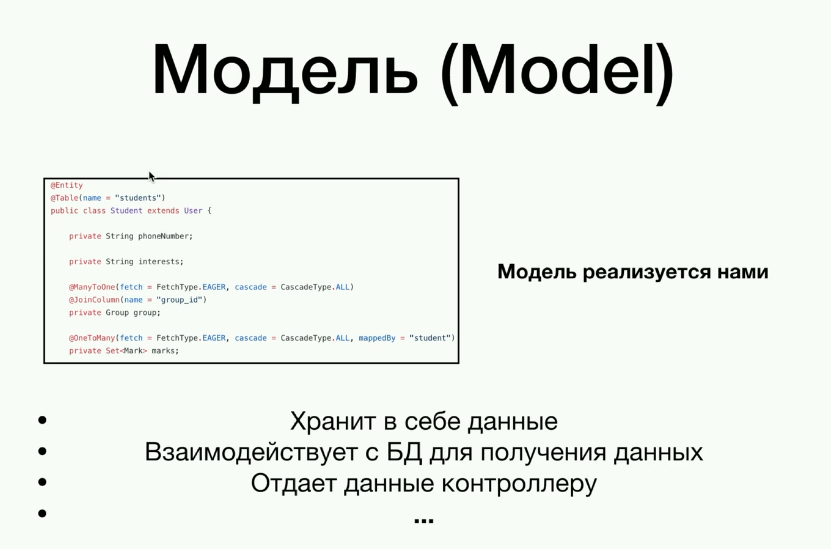 Модель (Model)
@Entity
@Table(name = "students")
public class Student extends User {
private String phoneNumber;
private String interests;
@ManyToOne(fetch = FetchType.EAGER, cascade = CascadeType.ALL)
@JoinColumn(name = "group_id")
private Group group;
@OneToMany(fetch = FetchType.EAGER, cascade = CascadeType.ALL, mappedBy = "student")
private Set<Mark> marks;
Модель реализуется нами
• Хранит в себе данные
• Взаимодействует с БД для получения данных
• Отдает данные контроллеру
• ...